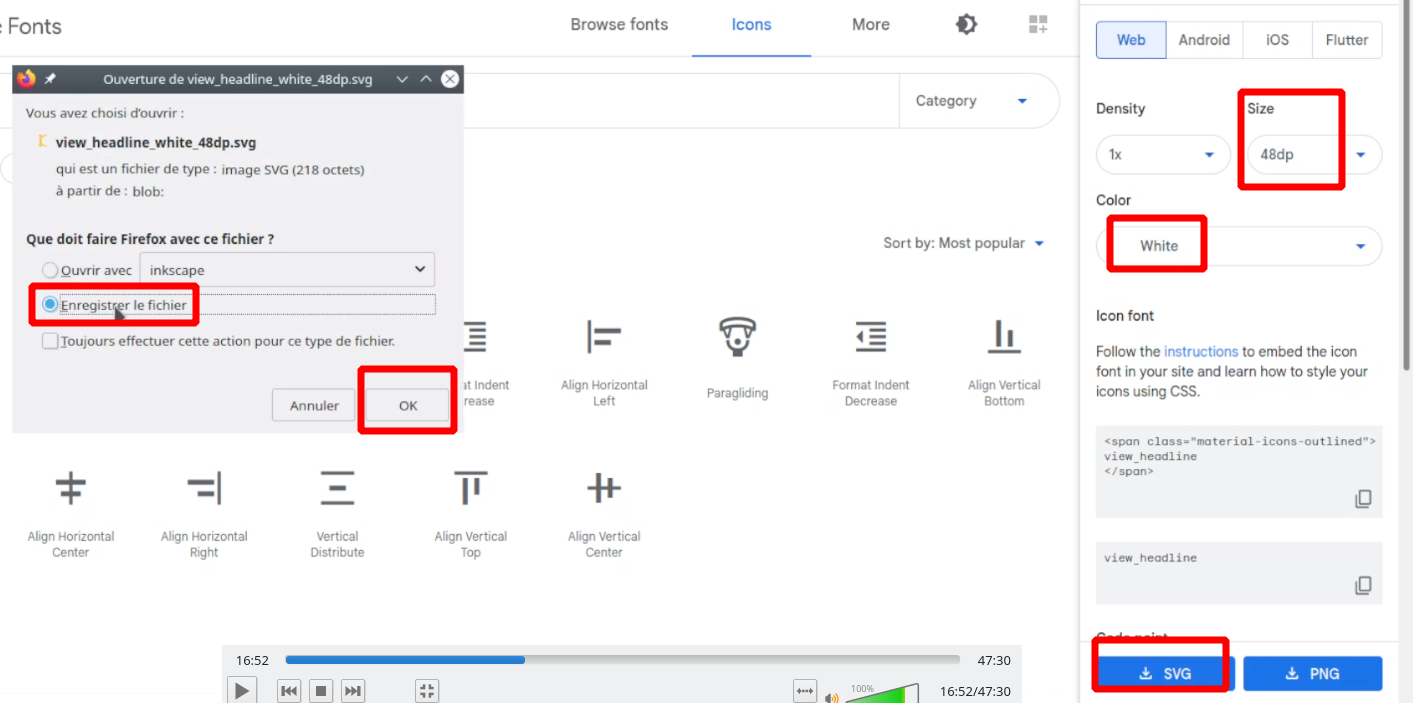 Fonts
Browse fonts
Icons
More
Web
Android
iOS
Flutter
Ouverture de view_headline_white_48dp.svg
Vous avez choisi d'ouvrir :
view_headline_white_48dp.svg
qui est un fichier de type : image SVG (218 octets)
à partir de : blob:
Que doit faire Firefox avec ce fichier ?
Ouvrir avec
inkscape
Enregistrer le fichier
Toujours effectuer cette action pour ce type de fichier.
Annuler
OK
Category
Sort by: Most popular
Indent
Align Horizontal
Left
Paragliding
Format Indent
Decrease
Align Vertical
Bottom
Align Horizontal
Center
Align Horizontal
Right
Vertical
Distribute
Align Vertical
Top
Align Vertical
Center
Density
Size
1x
48dp
Color
White
Icon font
Follow the instructions to embed the icon
font in your site and learn how to style your
icons using CSS.
<span class="material-icons-outlined">
view_headline
</span>
view_headline
Code point
SVG
PNG
16:52
47:30
100%
16:52/47:30